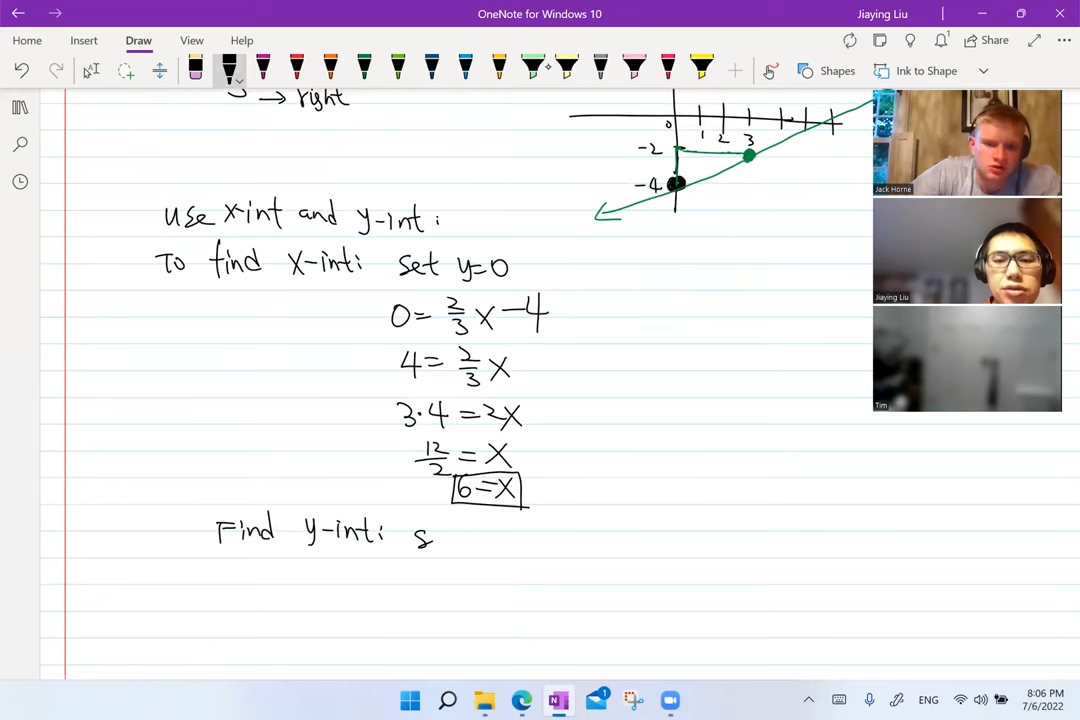 OneNote for Windows 10
Jiaying Liu
Home Insert Draw View Help
Share
Shapes
Ink to Shape
→ right
0 1 2 3
-2
-4
Jack Horne
Jiaying Liu
Tim
Use x-int and y-int:
To find x-int: set y=0
0 = 2/3 x - 4
4 = 2/3 x
3·4 = 2x
12/2 = x
6 = x
Find y-int: s
1
ENG
8:06 PM
7/6/2022